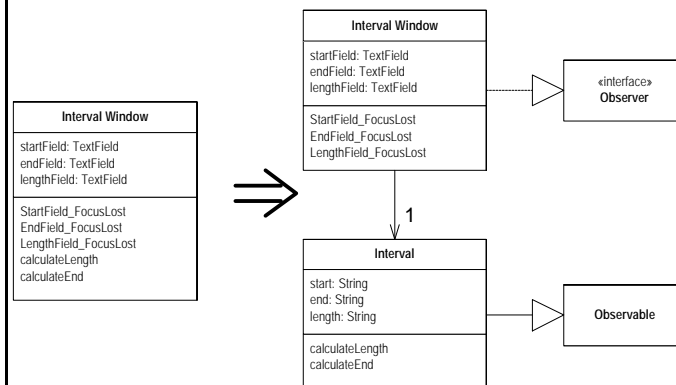 Interval Window
startField: TextField
endField: TextField
lengthField: TextField
StartField_FocusLost
EndField_FocusLost
LengthField_FocusLost
calculateLength
calculateEnd
Interval Window
startField: TextField
endField: TextField
lengthField: TextField
StartField_FocusLost
EndField_FocusLost
LengthField_FocusLost
«interface»
Observer
1
Interval
start: String
end: String
length: String
calculateLength
calculateEnd
Observable